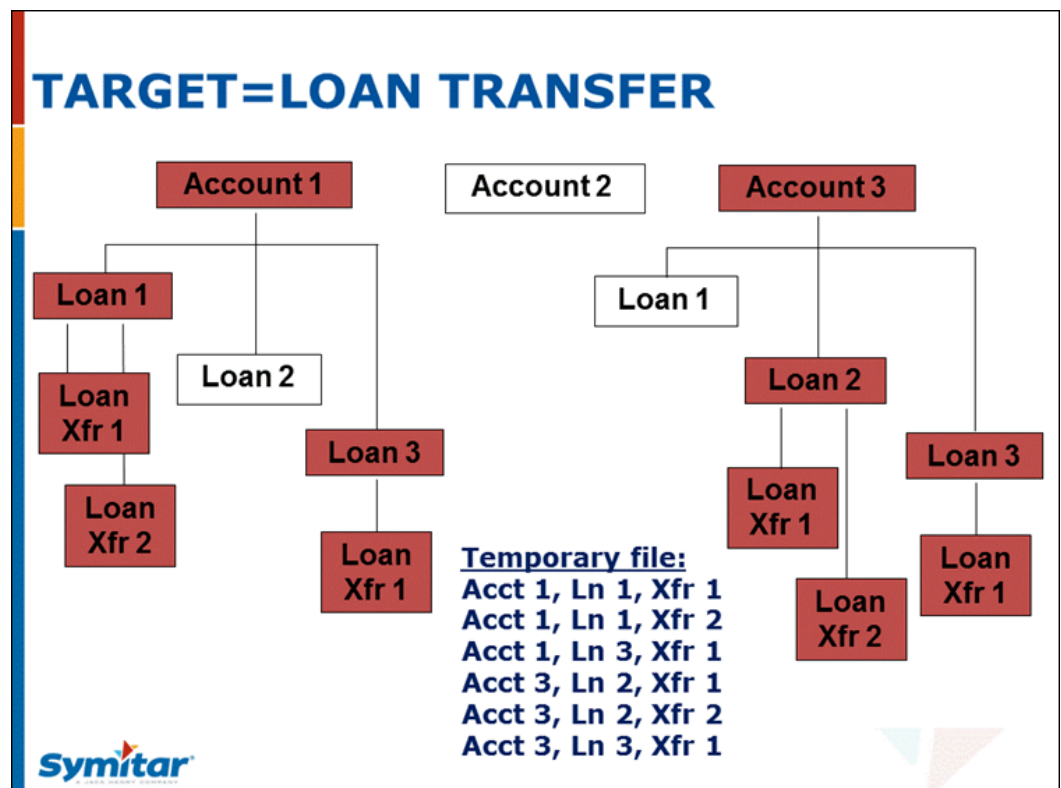 TARGET=LOAN TRANSFER
Account 1
Account 2
Account 3
Loan 1
Loan 2
Loan 3
Loan
Xfr 1
Loan
Xfr 2
Loan
Xfr 1
Loan 1
Loan 2
Loan 3
Loan
Xfr 1
Loan
Xfr 2
Loan
Xfr 1
Temporary file:
Acct 1, Ln 1, Xfr 1
Acct 1, Ln 1, Xfr 2
Acct 1, Ln 3, Xfr 1
Acct 3, Ln 2, Xfr 1
Acct 3, Ln 2, Xfr 2
Acct 3, Ln 3, Xfr 1
Symitar
A JACK HENRY COMPANY